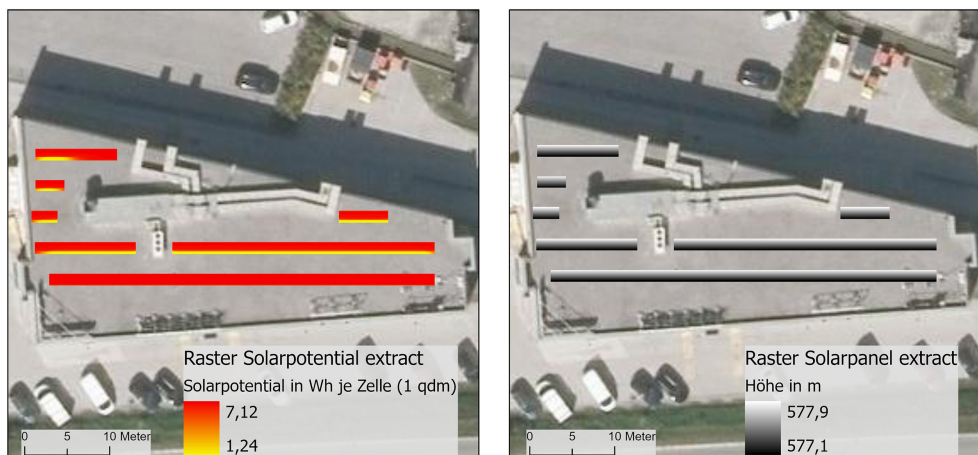 Raster Solarpotential extract
Solarpotential in Wh je Zelle (1 qdm)
7,12
1,24
0 5 10 Meter
Raster Solarpanel extract
Höhe in m
577,9
577,1
0 5 10 Meter